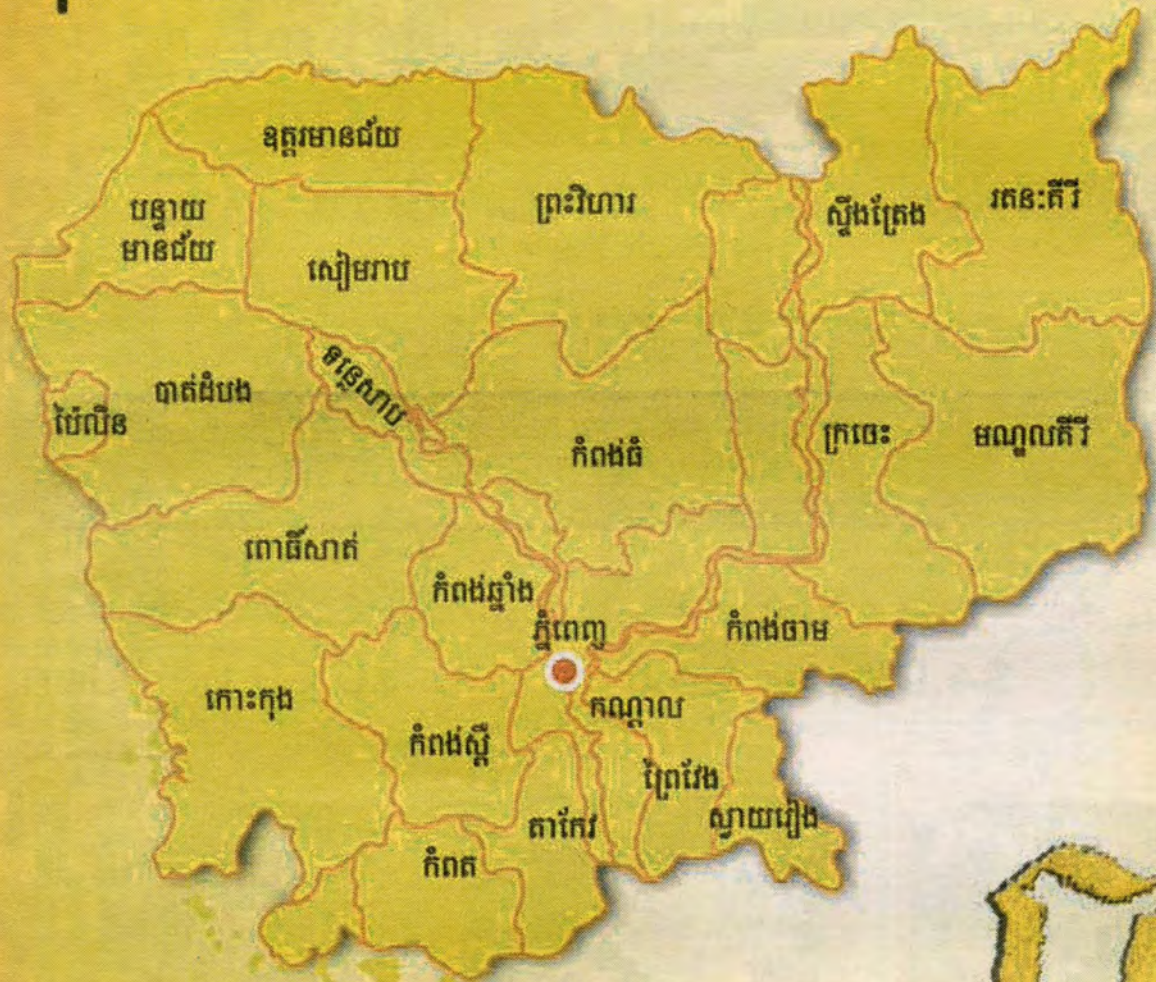 ឧត្តរមានជ័យ
បន្ទាយ
មានជ័យ
សៀមរាប
ព្រះវិហារ
ស្ទឹងត្រែង
រតនៈគីរី
ទន្លេសាប
បាត់ដំបង
ប៉ៃលិន
កំពង់ធំ
ក្រចេះ
មណ្ឌលគីរី
ពោធិ៍សាត់
កំពង់ឆ្នាំង
ភ្នំពេញ
កំពង់ចាម
កោះកុង
កំពង់ស្ពឺ
កណ្តាល
ព្រៃវែង
ស្វាយរៀង
តាកែវ
កំពត